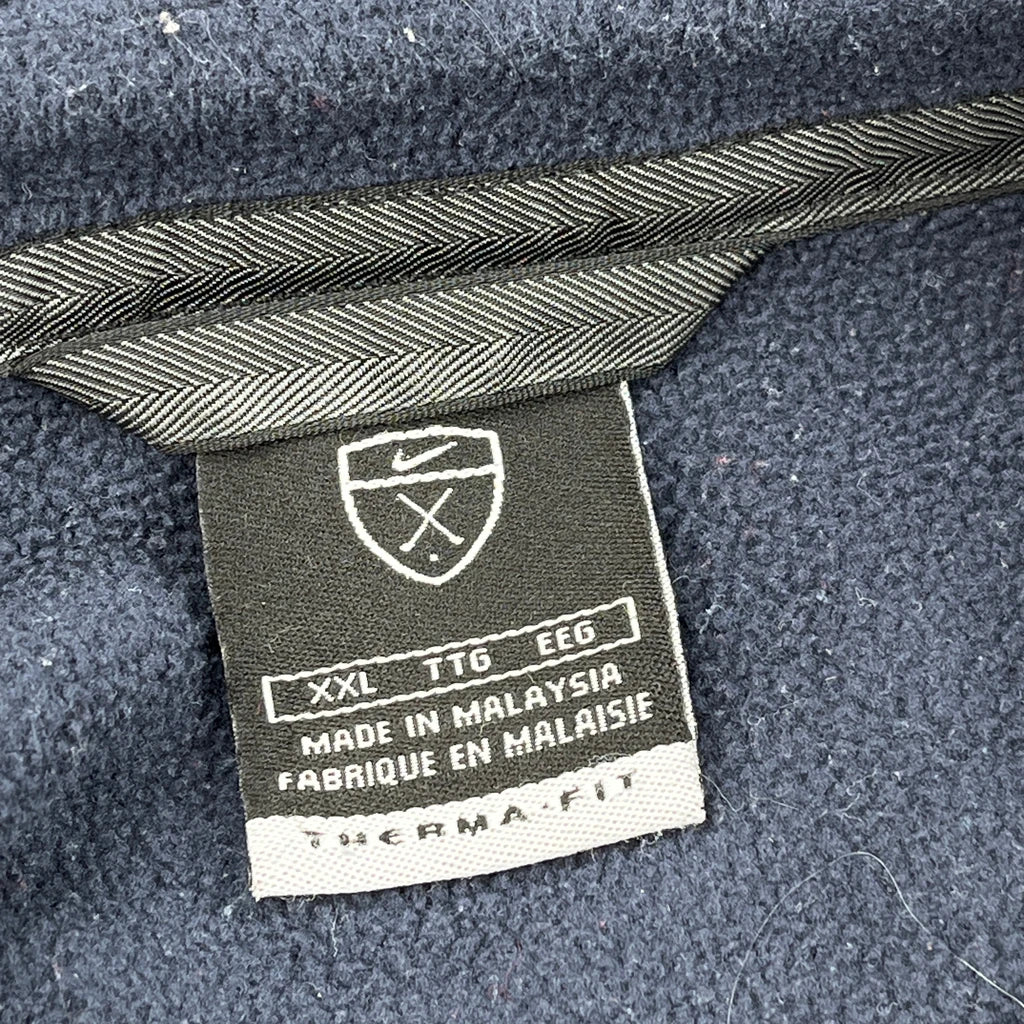 XXL TTG EEG
MADE IN MALAYSIA
FABRIQUE EN MALAISIE
THERMA-FIT